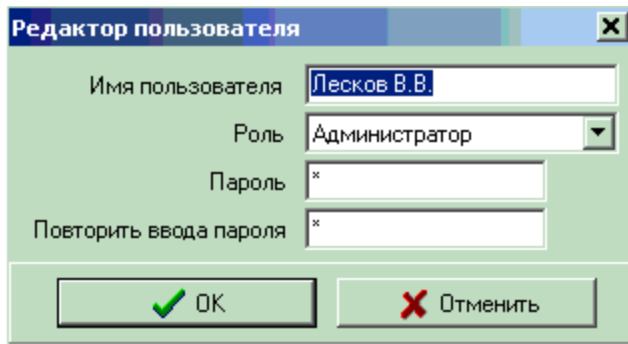 Редактор пользователя
Имя пользователя Лесков В.В.
Роль Администратор
Пароль *
Повторить ввода пароля *
OK Отменить